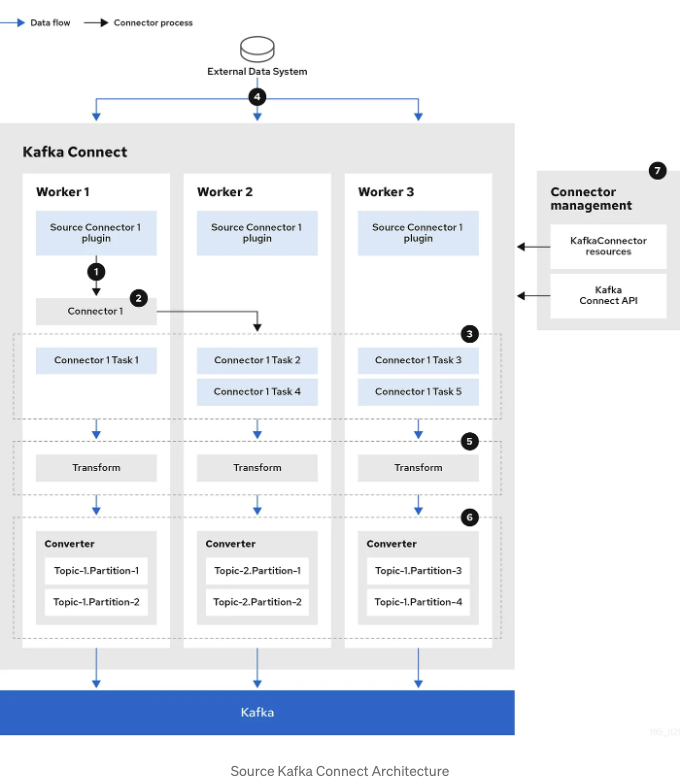 Data flow
Connector process
External Data System
4
Kafka Connect
Worker 1
Worker 2
Worker 3
7
Connector
management
Source Connector 1
plugin
Source Connector 1
plugin
Source Connector 1
plugin
KafkaConnector
resources
1
Kafka
Connect API
2
Connector 1
3
Connector 1 Task 1
Connector 1 Task 2
Connector 1 Task 3
Connector 1 Task 4
Connector 1 Task 5
5
Transform
Transform
Transform
6
Converter
Converter
Converter
Topic-1.Partition-1
Topic-2.Partition-1
Topic-1.Partition-3
Topic-1.Partition-2
Topic-2.Partition-2
Topic-1.Partition-4
Kafka
Source Kafka Connect Architecture